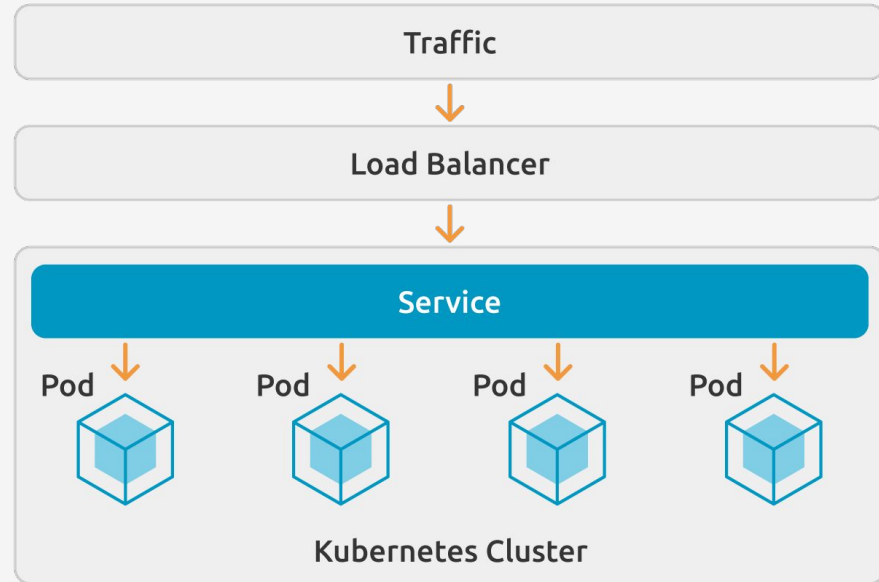 Traffic
Load Balancer
Service
Pod
Pod
Pod
Pod
Kubernetes Cluster